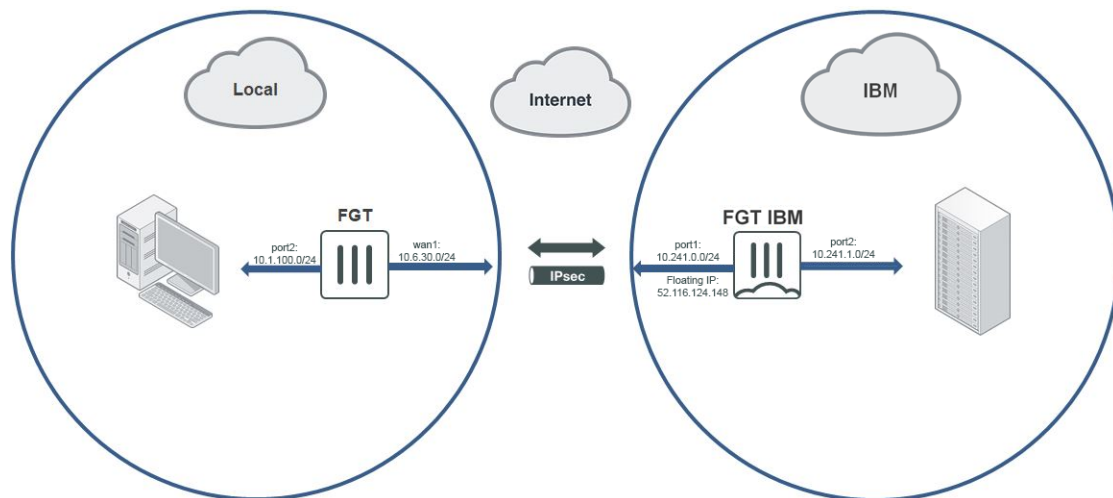 Local
Internet
IBM
FGT
port2:
10.1.100.0/24
wan1:
10.6.30.0/24
IPsec
FGT IBM
port1:
10.241.0.0/24
Floating IP:
52.116.124.148
port2:
10.241.1.0/24